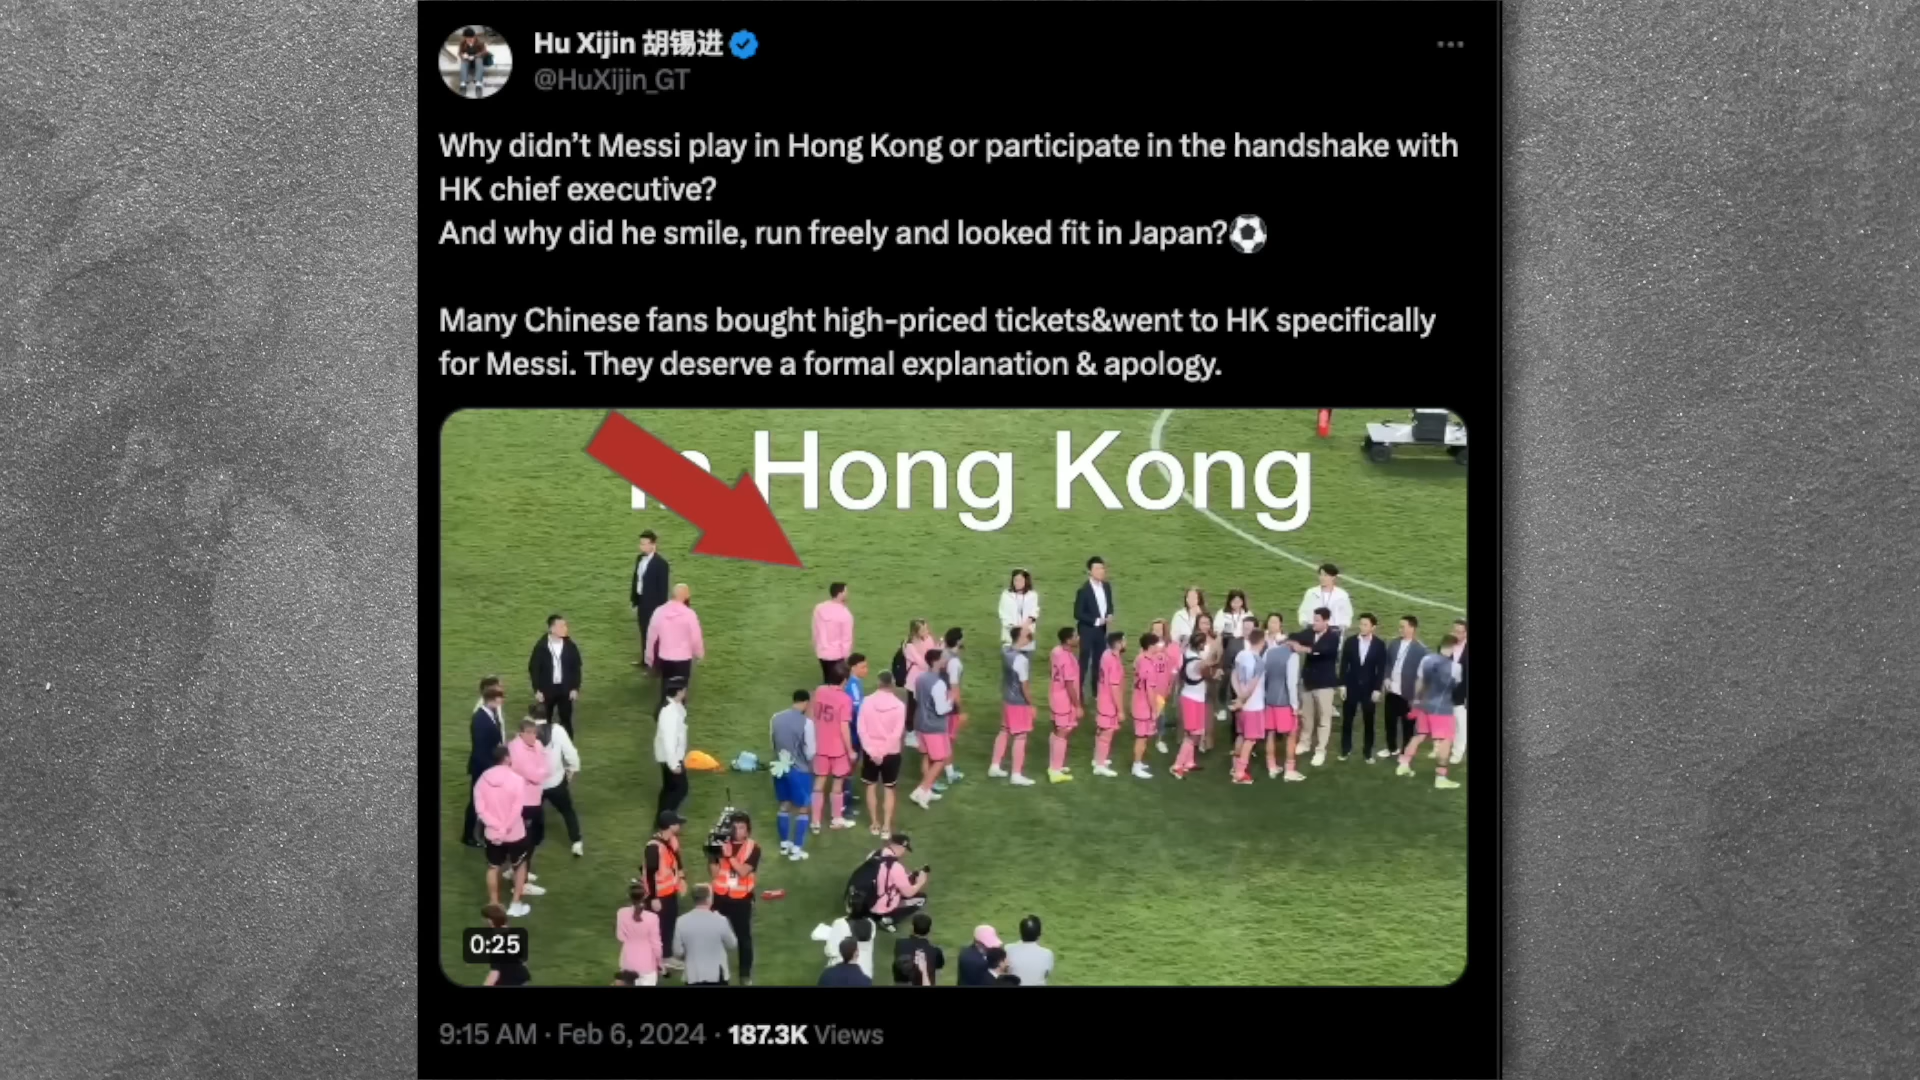 Hu Xijin 胡锡进
@HuXijin_GT
Why didn’t Messi play in Hong Kong or participate in the handshake with
HK chief executive?
And why did he smile, run freely and looked fit in Japan?⚽
Many Chinese fans bought high-priced tickets&went to HK specifically
for Messi. They deserve a formal explanation & apology.
Hong Kong
15
0:25
9:15 AM · Feb 6, 2024 · 187.3K Views